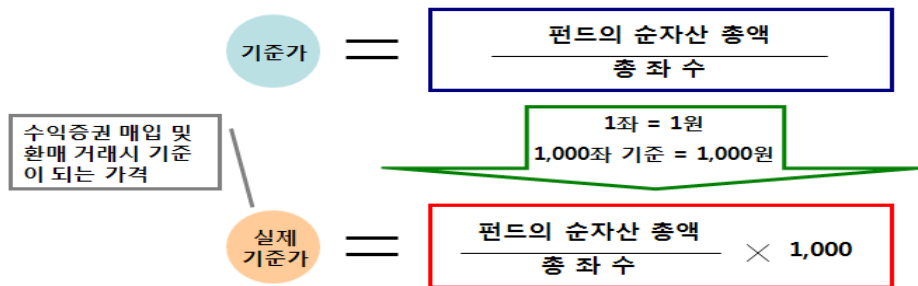 기준가
펀드의 순자산 총액
총 좌 수
수익증권 매입 및
환매 거래시 기준
이 되는 가격
1좌 = 1원
1,000좌 기준 = 1,000원
실제
기준가
펀드의 순자산 총액
총 좌 수
× 1,000